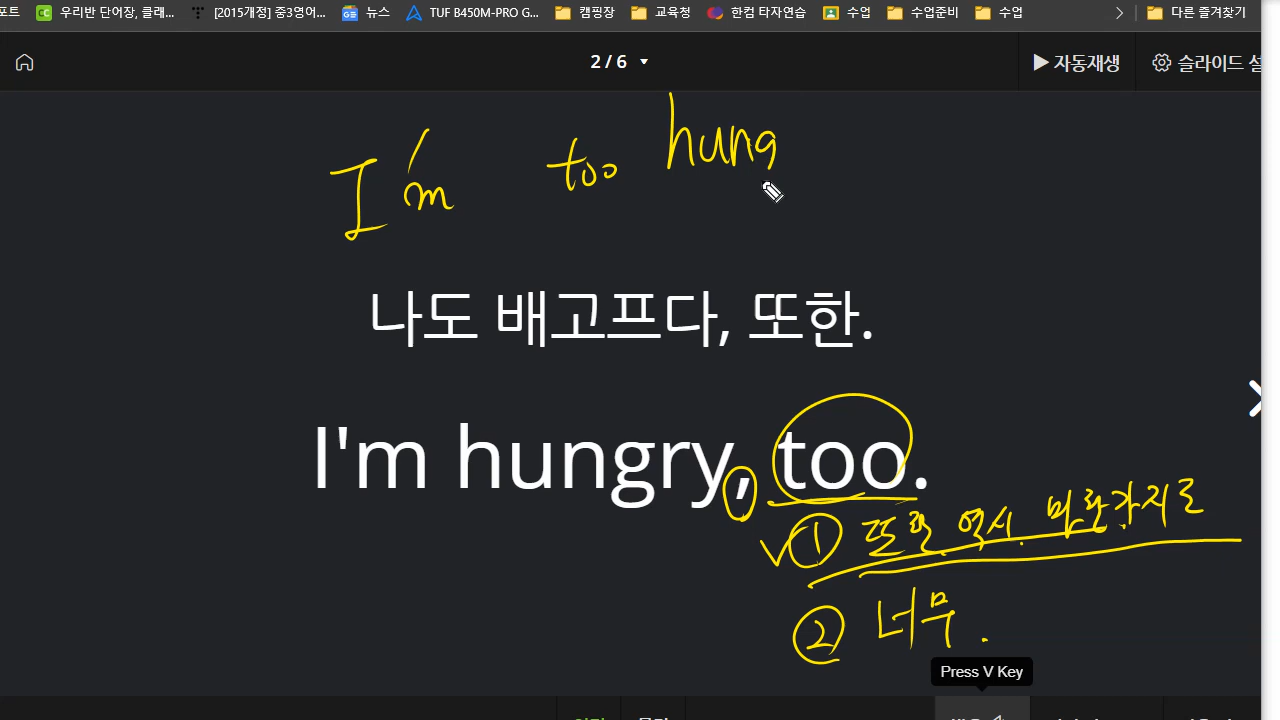 포트 우리반 단어장, 클래... [2015개정] 중3영어... GE 뉴스 TUF B450M-PRO G... 캠핑장 교육청 한컴 타자연습 수업 수업준비 수업 다른 즐겨찾기
2 / 6 자동재생 슬라이드 설
I'm too hung
나도 배고프다, 또한.
I'm hungry, too.
① 또한, 역시, 마찬가지로
② 너무.
Press V Key